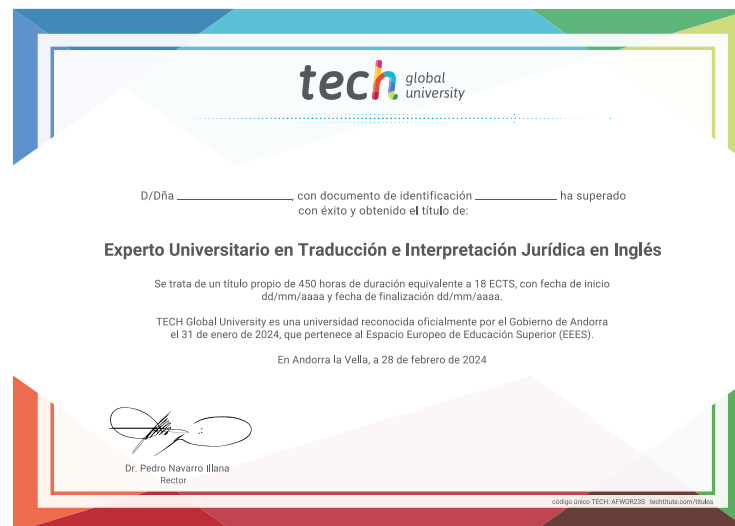 tech global university
D/Dña ____________, con documento de identificación ____________ ha superado
con éxito y obtenido el título de:
Experto Universitario en Traducción e Interpretación Jurídica en Inglés
Se trata de un título propio de 450 horas de duración equivalente a 18 ECTS, con fecha de inicio
dd/mm/aaaa y fecha de finalización dd/mm/aaaa.
TECH Global University es una universidad reconocida oficialmente por el Gobierno de Andorra
el 31 de enero de 2024, que pertenece al Espacio Europeo de Educación Superior (EEES).
En Andorra la Vella, a 28 de febrero de 2024
Dr. Pedro Navarro Illana
Rector
código único TECH: AFWOR23S techtitute.com/titulos